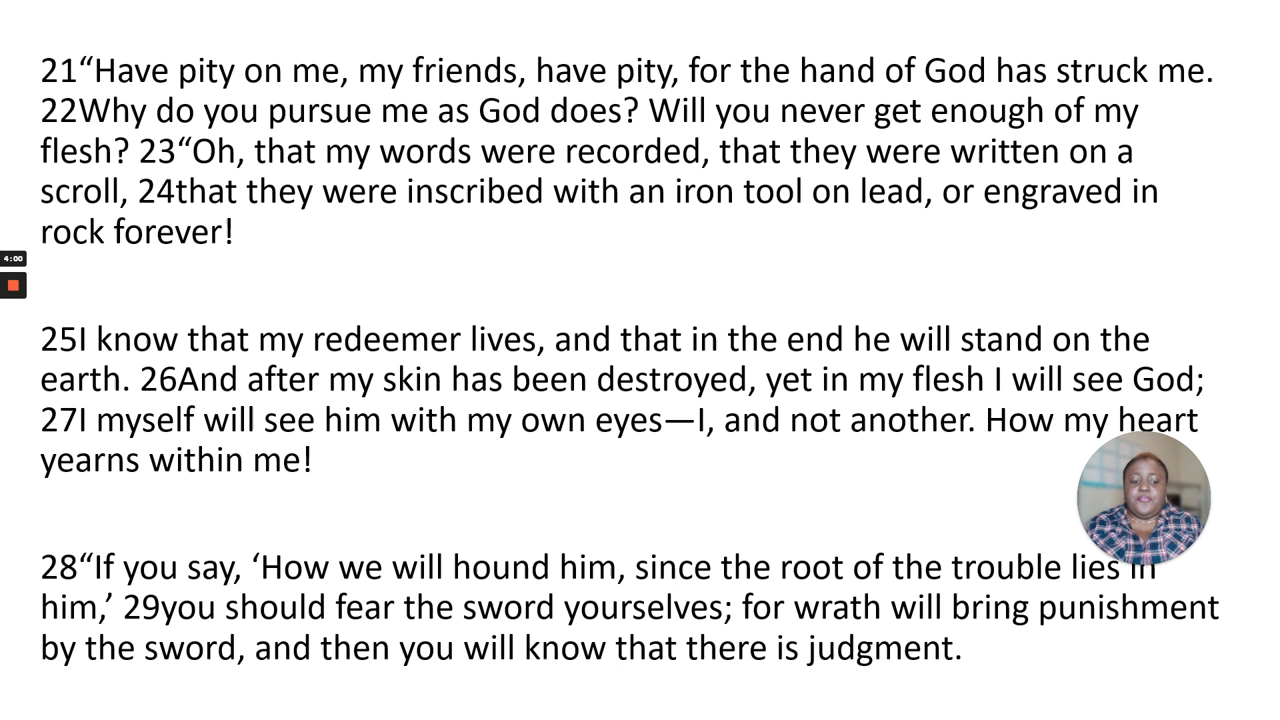 21“Have pity on me, my friends, have pity, for the hand of God has struck me.
22Why do you pursue me as God does? Will you never get enough of my
flesh? 23“Oh, that my words were recorded, that they were written on a
scroll, 24that they were inscribed with an iron tool on lead, or engraved in
rock forever!
4:00
25I know that my redeemer lives, and that in the end he will stand on the
earth. 26And after my skin has been destroyed, yet in my flesh I will see God;
27I myself will see him with my own eyes—I, and not another. How my heart
yearns within me!
28“If you say, ‘How we will hound him, since the root of the trouble lies in
him,’ 29you should fear the sword yourselves; for wrath will bring punishment
by the sword, and then you will know that there is judgment.